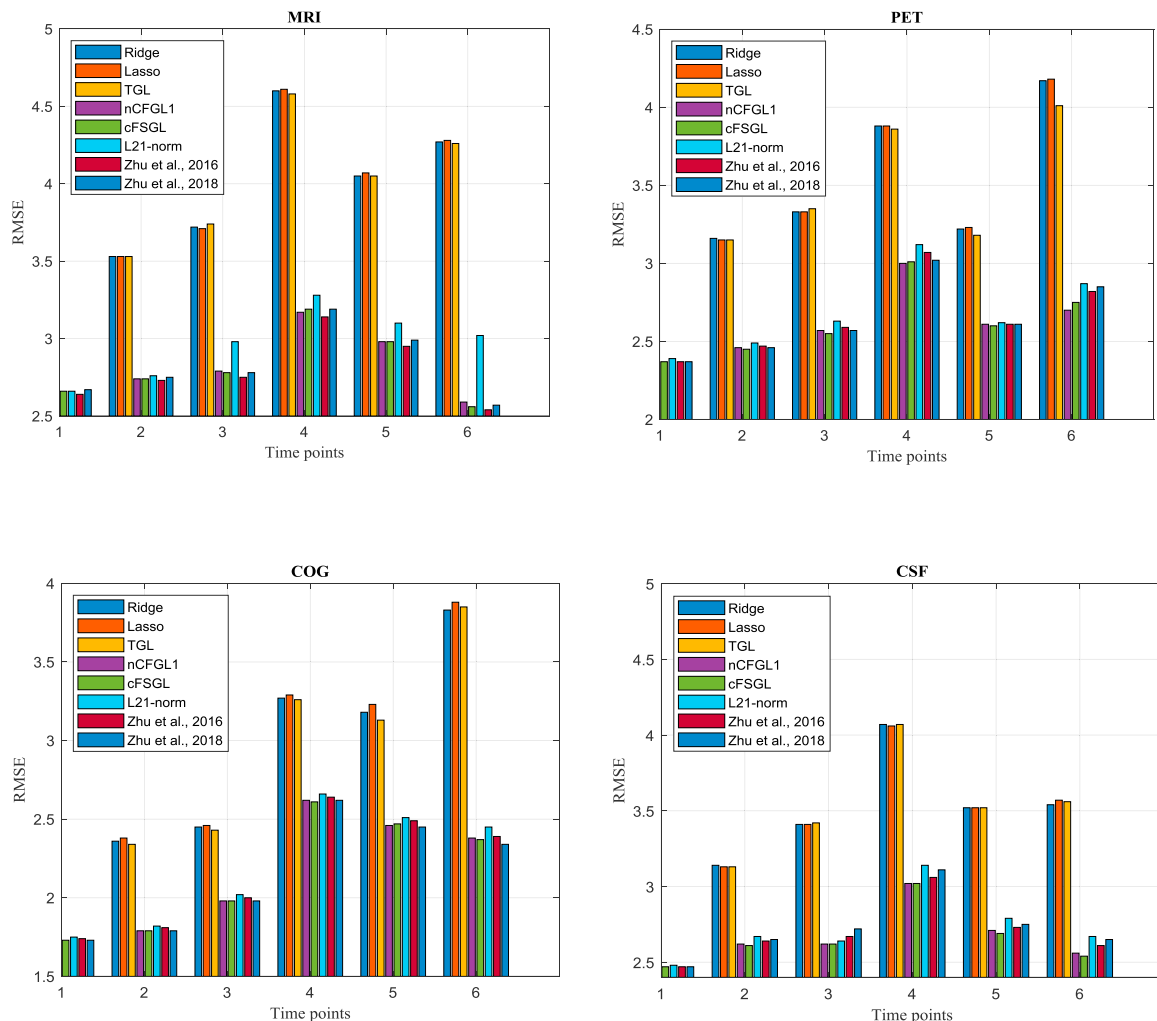 MRI
5
4.5
4
3.5
3
2.5
RMSE
Ridge
Lasso
TGL
nCFGL1
cFSGL
L21-norm
Zhu et al., 2016
Zhu et al., 2018
1 2 3 4 5 6
Time points
PET
4.5
4
3.5
3
2.5
2
RMSE
Ridge
Lasso
TGL
nCFGL1
cFSGL
L21-norm
Zhu et al., 2016
Zhu et al., 2018
1 2 3 4 5 6
Time points
COG
4
3.5
3
2.5
2
1.5
RMSE
Ridge
Lasso
TGL
nCFGL1
cFSGL
L21-norm
Zhu et al., 2016
Zhu et al., 2018
1 2 3 4 5 6
Time points
CSF
5
4.5
4
3.5
3
2.5
RMSE
Ridge
Lasso
TGL
nCFGL1
cFSGL
L21-norm
Zhu et al., 2016
Zhu et al., 2018
1 2 3 4 5 6
Time points